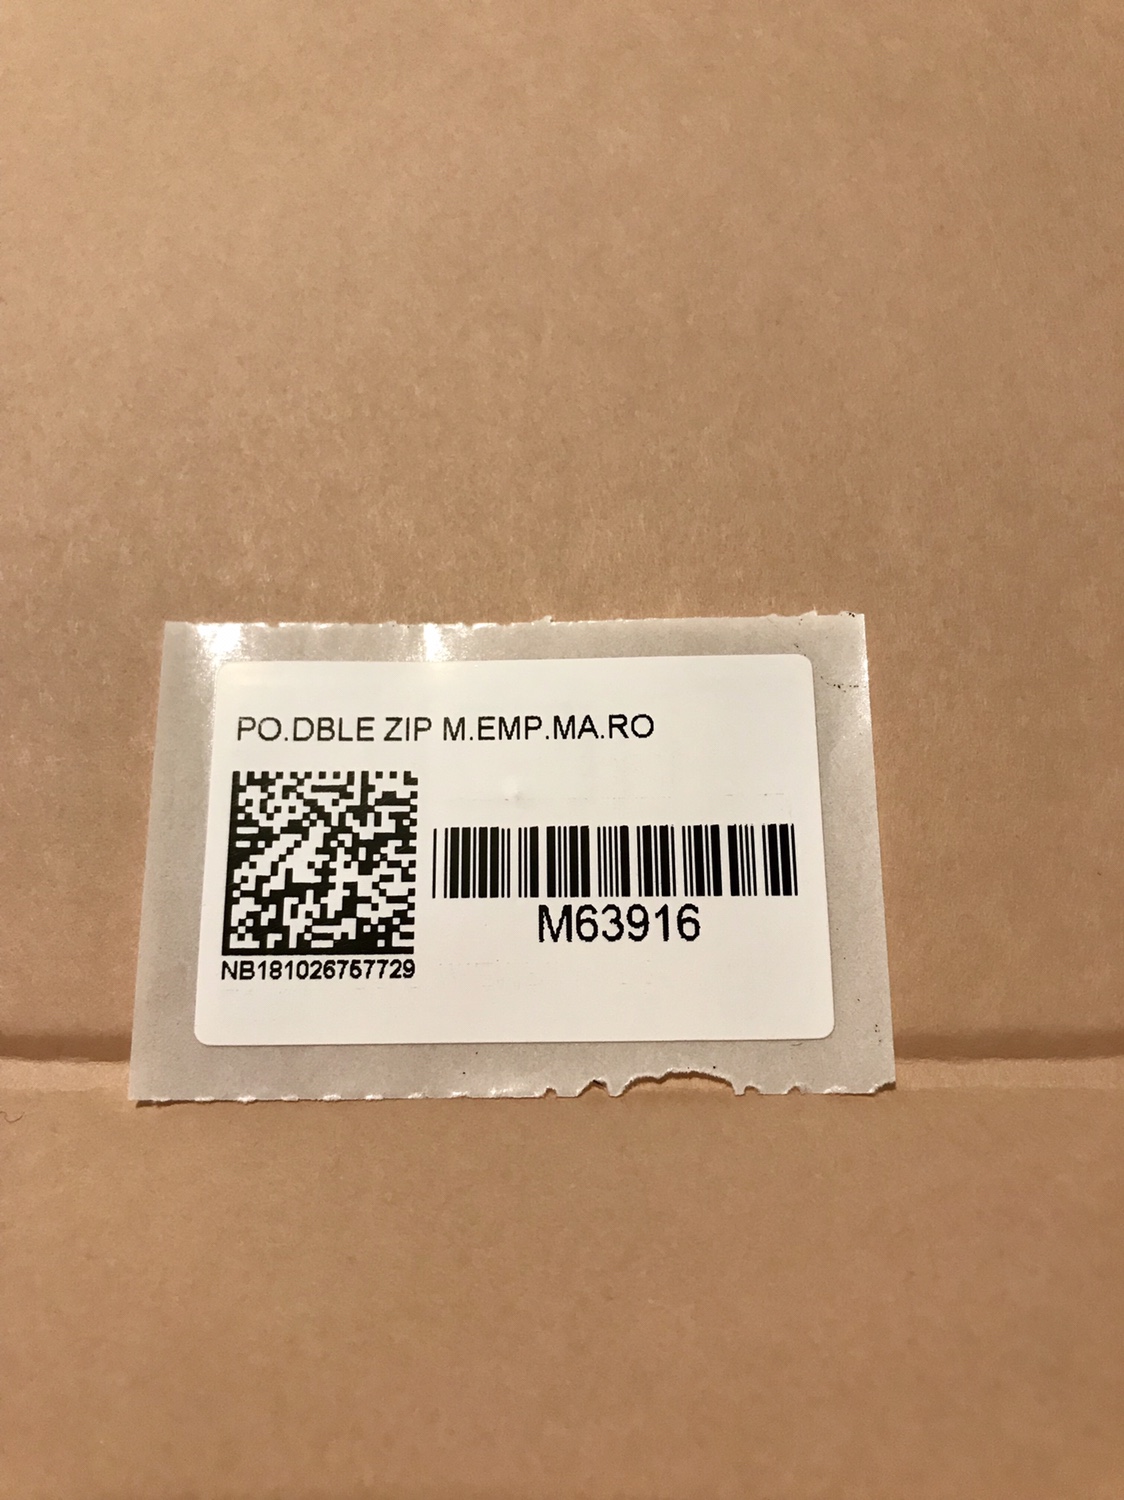 PO.DBLE ZIP M.EMP.MA.RO
M63916
NB181026757729